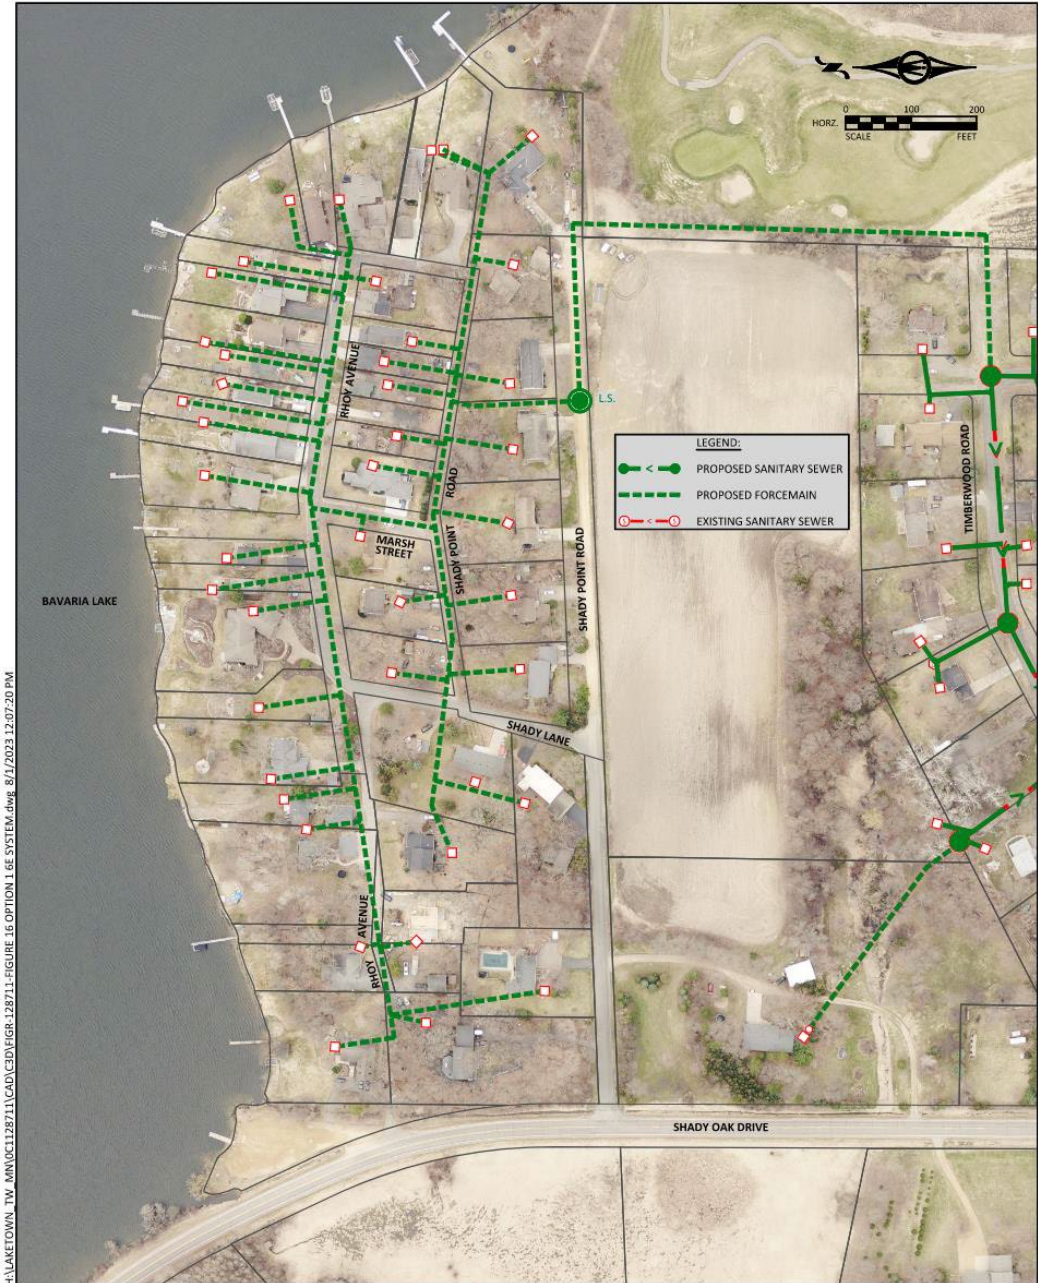 0 100 200
HORZ.
SCALE FEET
RHOY AVENUE
L.S.
LEGEND:
PROPOSED SANITARY SEWER
PROPOSED FORCEMAIN
S S EXISTING SANITARY SEWER
TIMBERWOOD ROAD
ROAD
SHADY POINT
MARSH
STREET
SHADY POINT ROAD
BAVARIA LAKE
SHADY LANE
AVENUE
RHOY
SHADY OAK DRIVE
H:\LAKETOWN_TW_MN\0C1128711\CAD\C3D\FIGR-128711-FIGURE 16 OPTION 1 6E SYSTEM.dwg 8/1/2023 12:07:20 PM